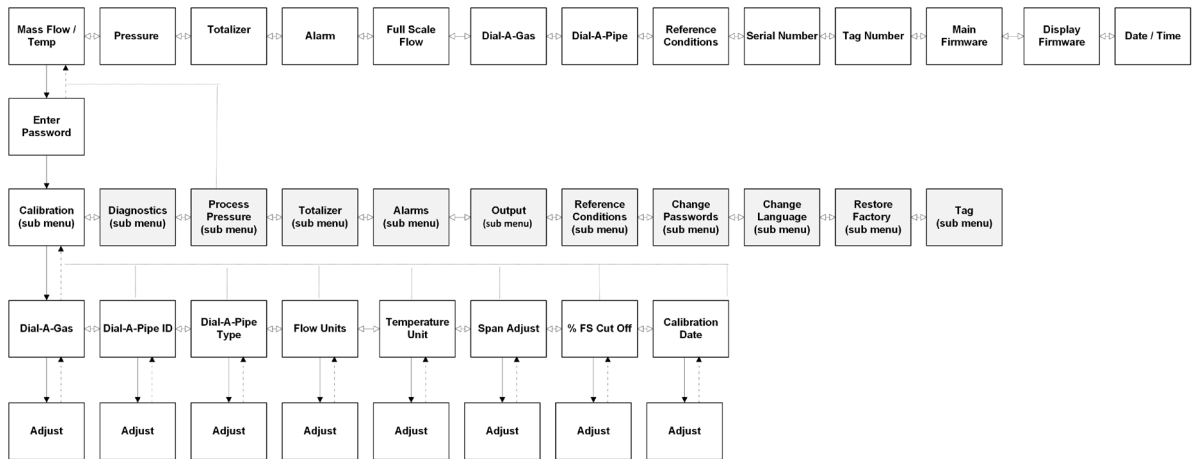 Mass Flow /
Temp
Pressure
Totalizer
Alarm
Full Scale
Flow
Dial-A-Gas
Dial-A-Pipe
Reference
Conditions
Serial Number
Tag Number
Main
Firmware
Display
Firmware
Date / Time
Enter
Password
Calibration
(sub menu)
Diagnostics
(sub menu)
Process
Pressure
(sub menu)
Totalizer
(sub menu)
Alarms
(sub menu)
Output
(sub menu)
Reference
Conditions
(sub menu)
Change
Passwords
(sub menu)
Change
Language
(sub menu)
Restore
Factory
(sub menu)
Tag
(sub menu)
Dial-A-Gas
Dial-A-Pipe ID
Dial-A-Pipe
Type
Flow Units
Temperature
Unit
Span Adjust
% FS Cut Off
Calibration
Date
Adjust
Adjust
Adjust
Adjust
Adjust
Adjust
Adjust
Adjust